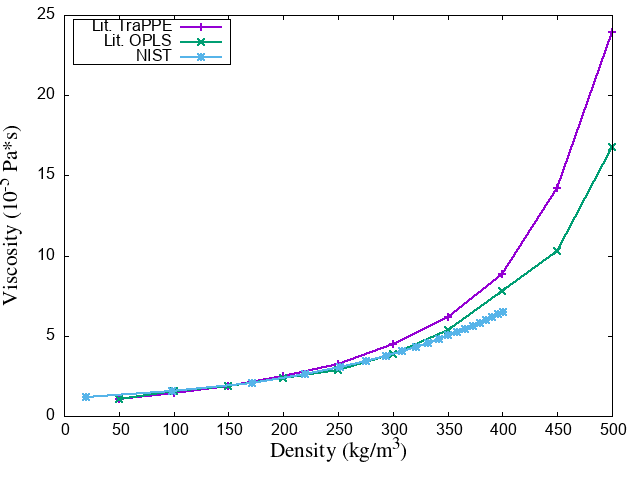 Lit. TraPPE
Lit. OPLS
NIST
25
20
15
10
5
0
Viscosity (10⁻⁵ Pa*s)
0 50 100 150 200 250 300 350 400 450 500
Density (kg/m³)